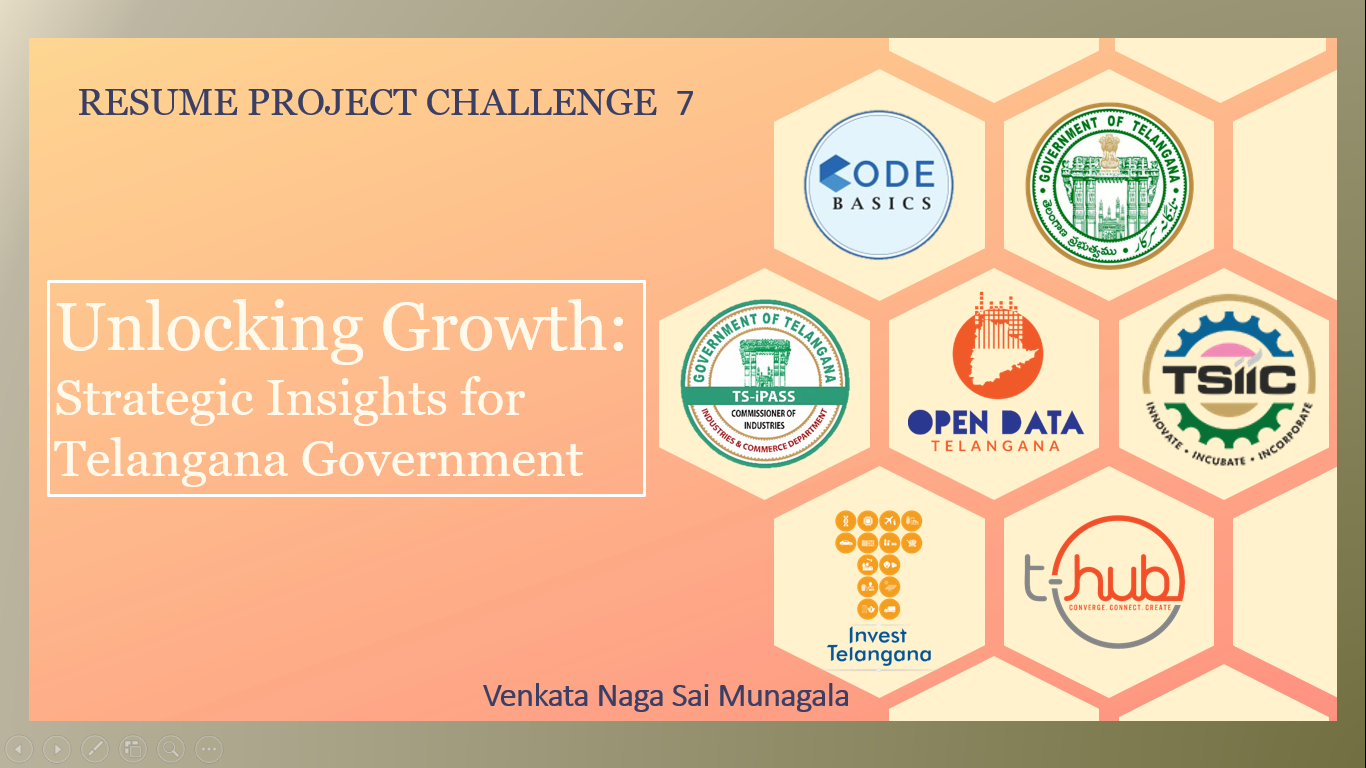 RESUME PROJECT CHALLENGE 7
CODE
BASICS
GOVERNMENT OF TELANGANA
తెలంగాణ ప్రభుత్వము
Unlocking Growth:
Strategic Insights for
Telangana Government
GOVERNMENT OF TELANGANA
TS-iPASS
COMMISSIONER OF
INDUSTRIES
INDUSTRIES & COMMERCE DEPARTMENT
OPEN DATA
TELANGANA
TSIIC
INNOVATE • INCUBATE • INCORPORATE
Invest
Telangana
t-hub
CONVERGE. CONNECT. CREATE
Venkata Naga Sai Munagala